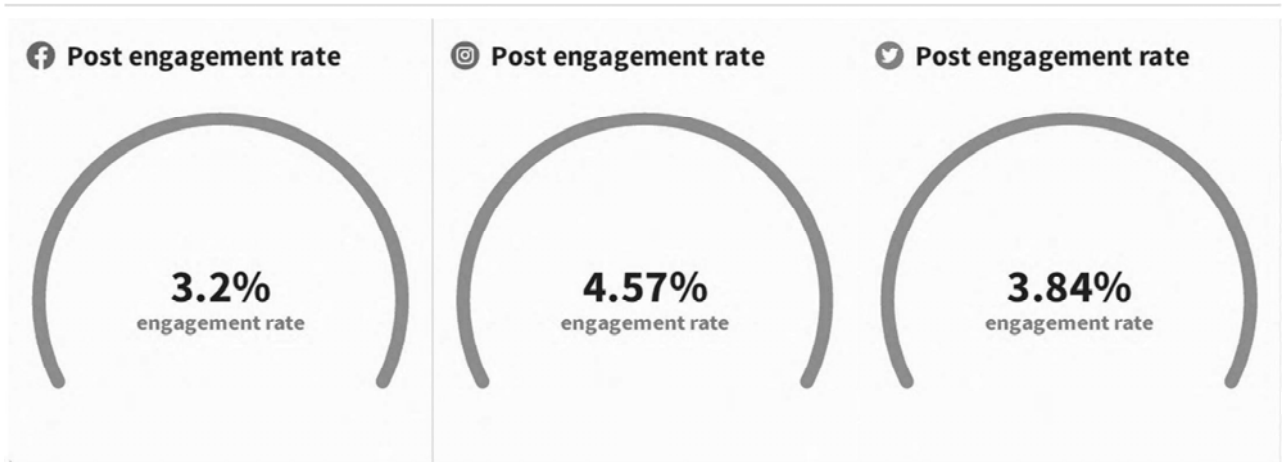 Post engagement rate
3.2%
engagement rate
Post engagement rate
4.57%
engagement rate
Post engagement rate
3.84%
engagement rate